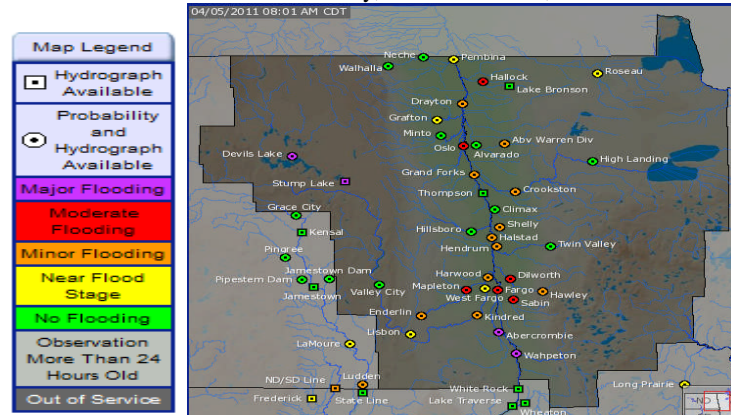 04/05/2011 08:01 AM CDT
Map Legend
Hydrograph
Available
Probability
and
Hydrograph
Available
Major Flooding
Moderate
Flooding
Minor Flooding
Near Flood
Stage
No Flooding
Observation
More Than 24
Hours Old
Out of Service
Neche
Pembina
Walhalla
Roseau
Hallock
Lake Bronson
Drayton
Grafton
Minto
Oslo
Alvarado
Abv Warren Div
Devils Lake
High Landing
Grand Forks
Stump Lake
Thompson
Crookston
Grace City
Climax
Kensal
Hillsboro
Shelly
Halstad
Hendrum
Twin Valley
Pingree
Jamestown Dam
Pipestem Dam
Jamestown
Valley City
Harwood
Dilworth
Mapleton
Fargo
Hawley
West Fargo
Sabin
Enderlin
Kindred
Lisbon
Abercrombie
LaMoure
Wahpeton
ND/SD Line
Ludden
White Rock
Long Prairie
Frederick
State Line
Lake Traverse
Wheaton